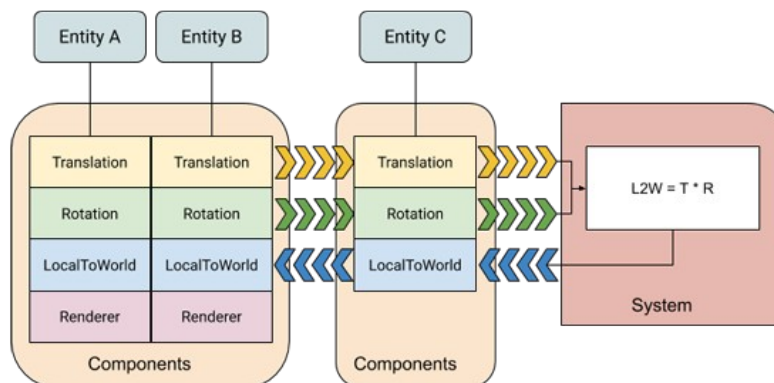 Entity A
Entity B
Entity C
Translation
Translation
Translation
Rotation
Rotation
Rotation
L2W = T * R
LocalToWorld
LocalToWorld
LocalToWorld
Renderer
Renderer
System
Components
Components